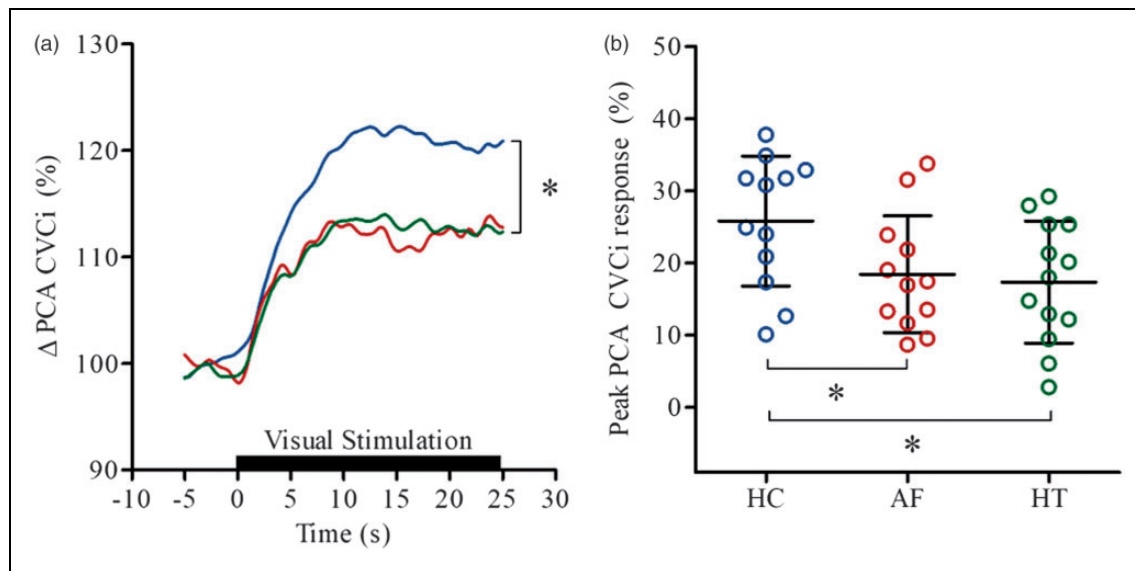 (a)
Δ PCA CVCi (%)
130
120
110
100
90
*
Visual Stimulation
-10 -5 0 5 10 15 20 25 30
Time (s)
(b)
Peak PCA CVCi response (%)
50
40
30
20
10
0
*
*
HC AF HT